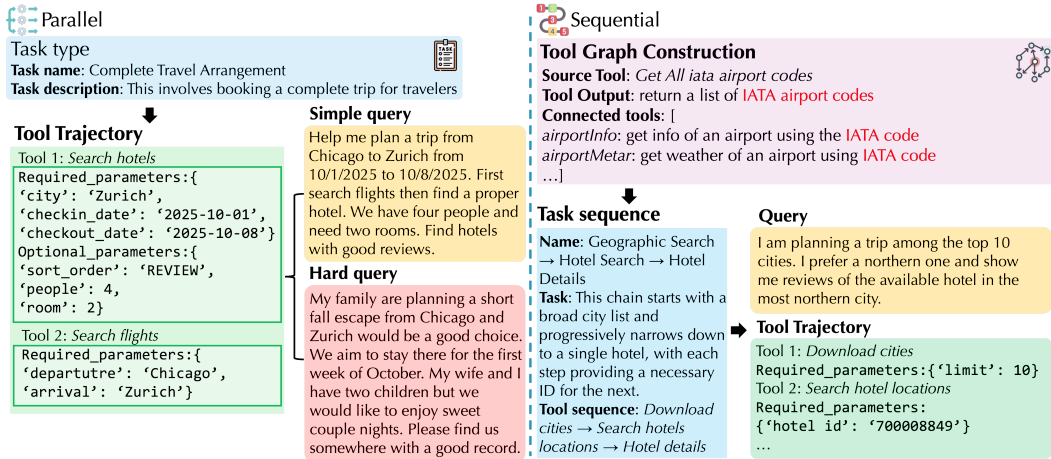 Parallel
Task type
TASK
Task name: Complete Travel Arrangement
Task description: This involves booking a complete trip for travelers
Tool Trajectory
Tool 1: Search hotels
Required_parameters:{
‘city’: ‘Zurich’,
‘checkin_date’: ‘2025-10-01’,
‘checkout_date’: ‘2025-10-08’}
Optional_parameters:{
‘sort_order’: ‘REVIEW’,
‘people’: 4,
‘room’: 2}
Tool 2: Search flights
Required_parameters:{
‘departutre’: ‘Chicago’,
‘arrival’: ‘Zurich’}
Simple query
Help me plan a trip from
Chicago to Zurich from
10/1/2025 to 10/8/2025. First
search flights then find a proper
hotel. We have four people and
need two rooms. Find hotels
with good reviews.
Hard query
My family are planning a short
fall escape from Chicago and
Zurich would be a good choice.
We aim to stay there for the first
week of October. My wife and I
have two children but we
would like to enjoy sweet
couple nights. Please find us
somewhere with a good record.
1
6
3
4
5
Sequential
Tool Graph Construction
Source Tool: Get All iata airport codes
Tool Output: return a list of IATA airport codes
Connected tools: [
airportInfo: get info of an airport using the IATA code
airportMetar: get weather of an airport using IATA code
...]
Task sequence
Name: Geographic Search
→ Hotel Search → Hotel
Details
Task: This chain starts with a
broad city list and
progressively narrows down
to a single hotel, with each
step providing a necessary
ID for the next.
Tool sequence: Download
cities → Search hotels
locations → Hotel details
Query
I am planning a trip among the top 10
cities. I prefer a northern one and show
me reviews of the available hotel in the
most northern city.
Tool Trajectory
Tool 1: Download cities
Required_parameters:{‘limit’: 10}
Tool 2: Search hotel locations
Required_parameters:
{‘hotel id’: ‘700008849’}
...